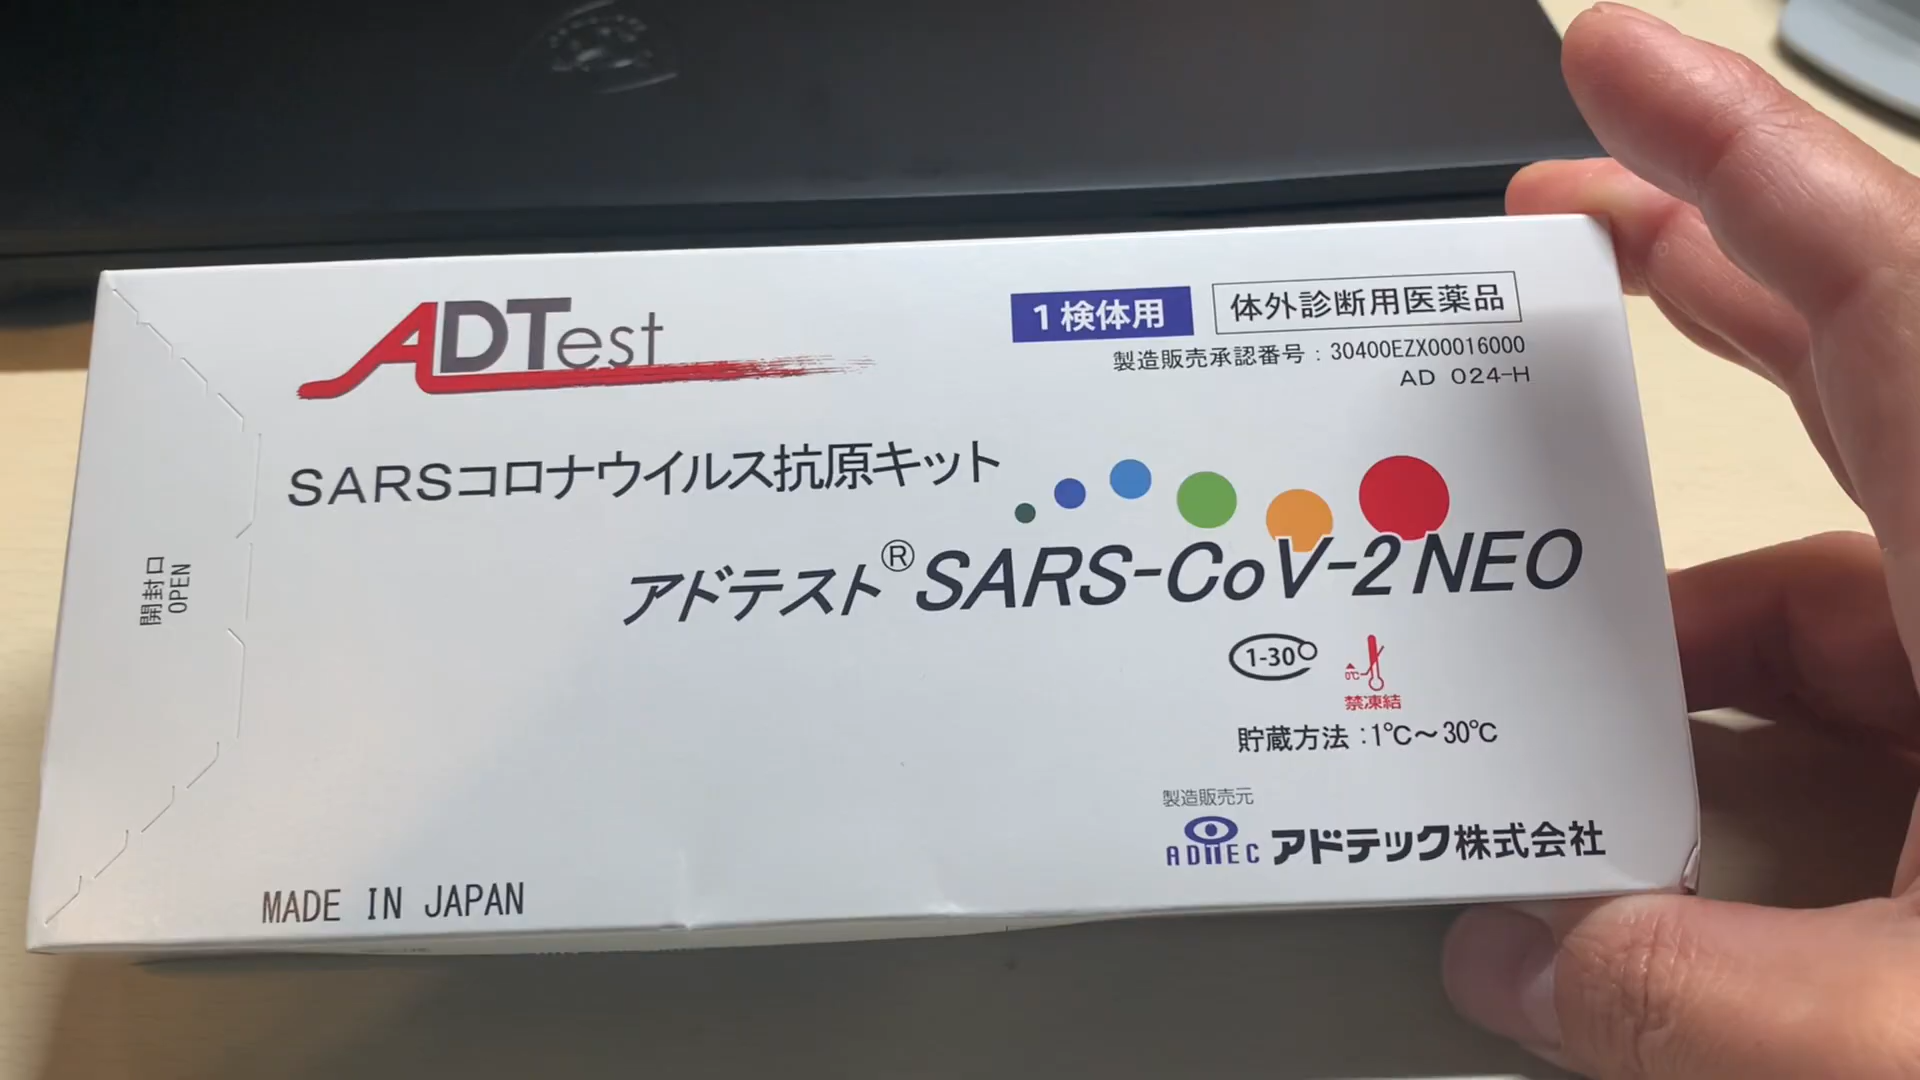 ADTest
1検体用
体外診断用医薬品
製造販売承認番号：30400EZX00016000
AD 024-H
SARSコロナウイルス抗原キット
アドテスト®SARS-CoV-2 NEO
開封口
OPEN
1-30
0℃
禁凍結
貯蔵方法：1℃～30℃
製造販売元
ADTEC アドテック株式会社
MADE IN JAPAN